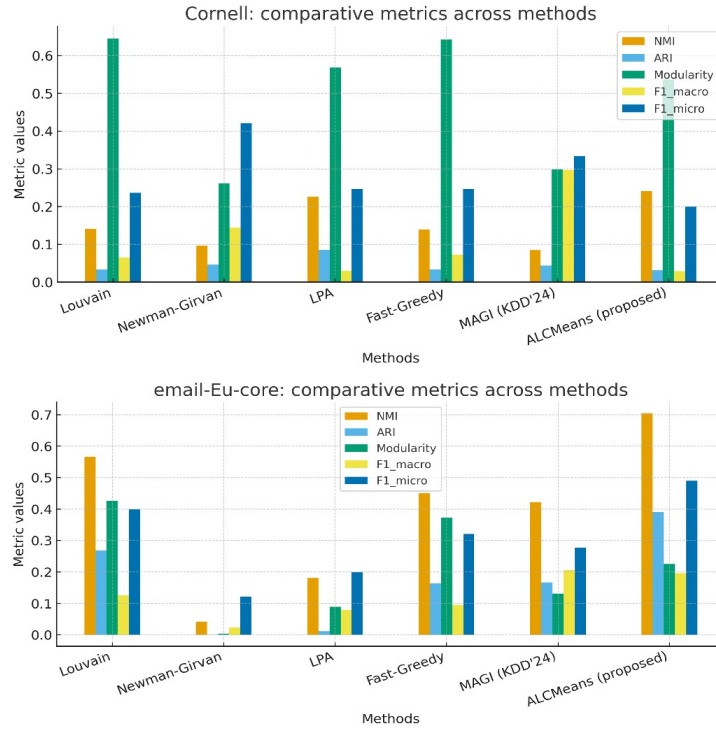 Cornell: comparative metrics across methods
NMI
ARI
Modularity
F1_macro
F1_micro
Metric values
0.6
0.5
0.4
0.3
0.2
0.1
0.0
Louvain
Newman-Girvan
LPA
Fast-Greedy
MAGI (KDD'24)
ALCMeans (proposed)
Methods
email-Eu-core: comparative metrics across methods
NMI
ARI
Modularity
F1_macro
F1_micro
Metric values
0.7
0.6
0.5
0.4
0.3
0.2
0.1
0.0
Louvain
Newman-Girvan
LPA
Fast-Greedy
MAGI (KDD'24)
ALCMeans (proposed)
Methods